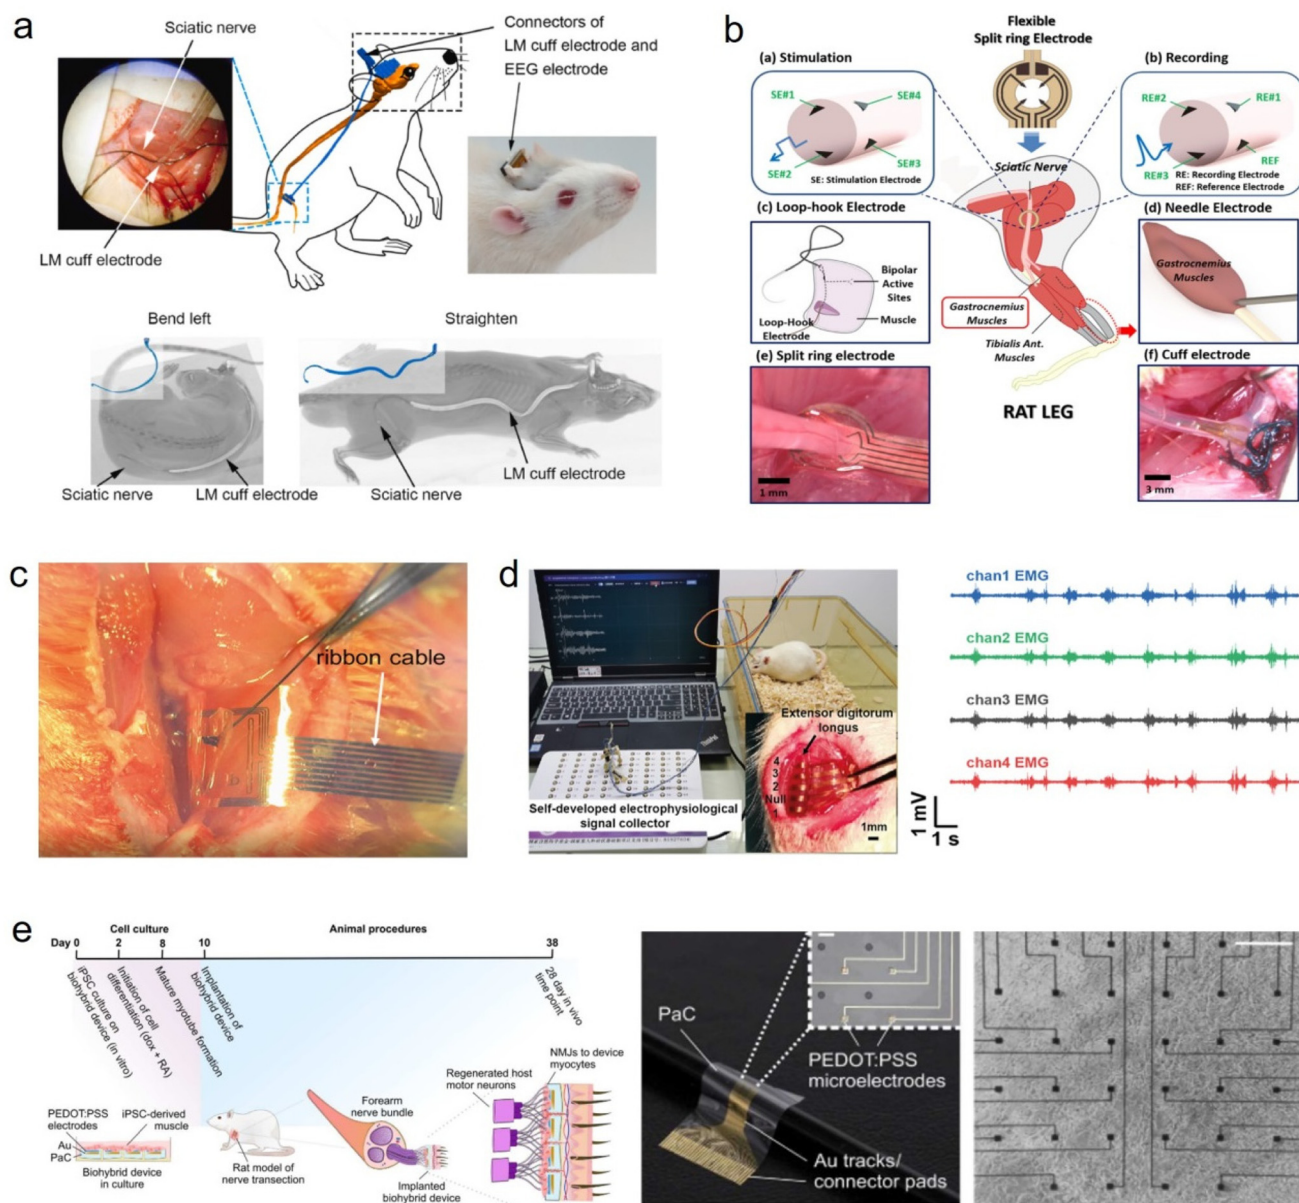 a
Sciatic nerve
Connectors of
LM cuff electrode and
EEG electrode
LM cuff electrode
Bend left
Straighten
Sciatic nerve
LM cuff electrode
Sciatic nerve
LM cuff electrode
b
Flexible
Split ring Electrode
(a) Stimulation
SE#1
SE#4
SE#3
SE#2
SE: Stimulation Electrode
(b) Recording
RE#2
RE#1
RE#3
REF
RE: Recording Electrode
REF: Reference Electrode
Sciatic Nerve
(c) Loop-hook Electrode
Bipolar
Active
Sites
Muscle
Loop-Hook
Electrode
Gastrocnemius
Muscles
Tibialis Ant.
Muscles
RAT LEG
(d) Needle Electrode
Gastrocnemius
Muscles
(e) Split ring electrode
1 mm
(f) Cuff electrode
3 mm
c
ribbon cable
d
Extensor digitorum
longus
4
3
2
Null
1
1mm
ThinkPad
Self-developed electrophysiological
signal collector
chan1 EMG
chan2 EMG
chan3 EMG
chan4 EMG
1 mV
1 s
e
Cell culture
Animal procedures
Day 0
2
8
10
38
iPSC culture on
biohybrid device (in vitro)
Initiation of cell
differentiation (dox + RA)
Mature myotube formation
Implantation of
biohybrid device
28 day in vivo
time point
PEDOT:PSS
electrodes
iPSC-derived
muscle
Au
PaC
Biohybrid device
in culture
Rat model of
nerve transection
Forearm
nerve bundle
Implanted
biohybrid device
Regenerated host
motor neurons
NMJs to device
myocytes
PaC
PEDOT:PSS
microelectrodes
Au tracks/
connector pads